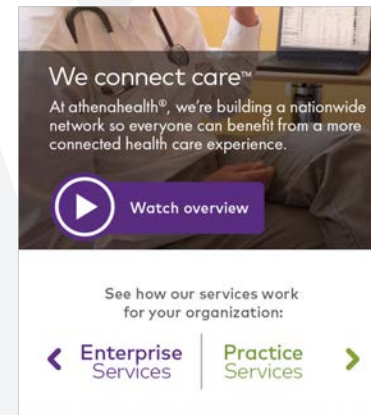 We connect care™
At athenahealth®, we're building a nationwide
network so everyone can benefit from a more
connected health care experience.
Watch overview
See how our services work
for your organization:
Enterprise Services
Practice Services